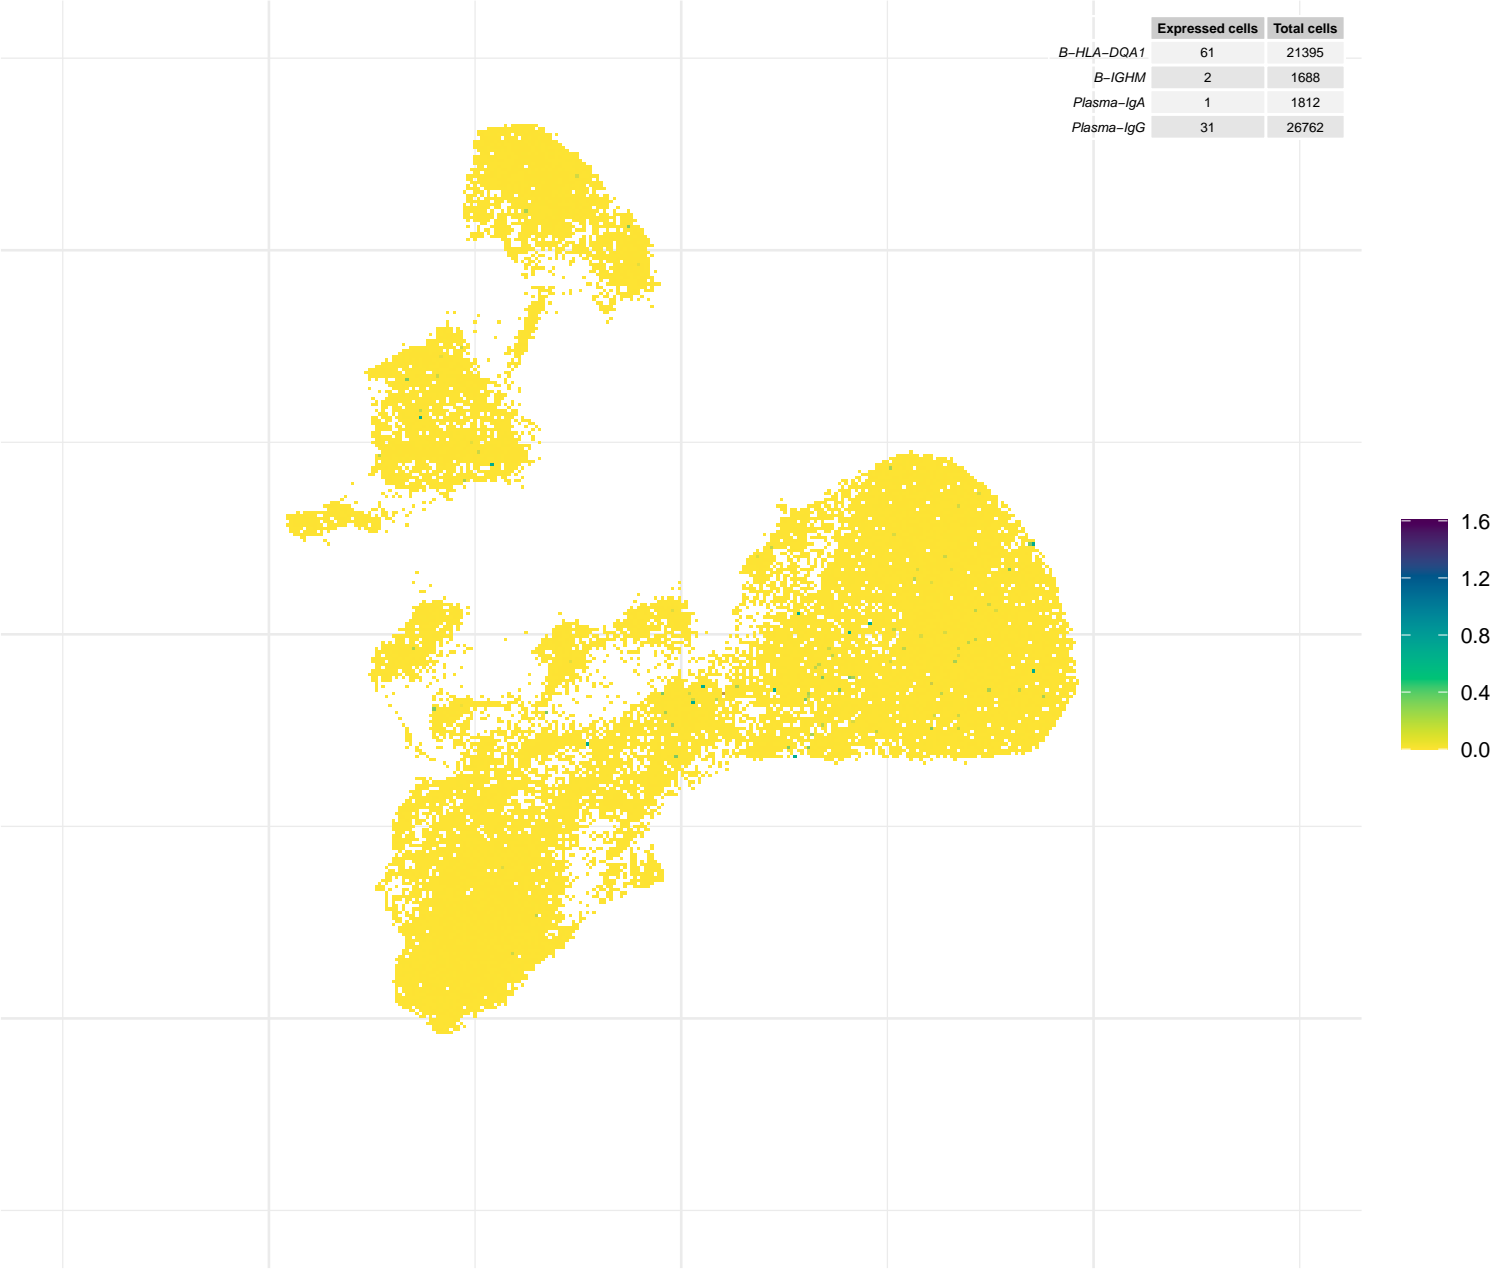 Expressed cells Total cells
B−HLA−DQA1 61 21395
B−IGHM 2 1688
Plasma−IgA 1 1812
Plasma−IgG 31 26762
1.6
1.2
0.8
0.4
0.0